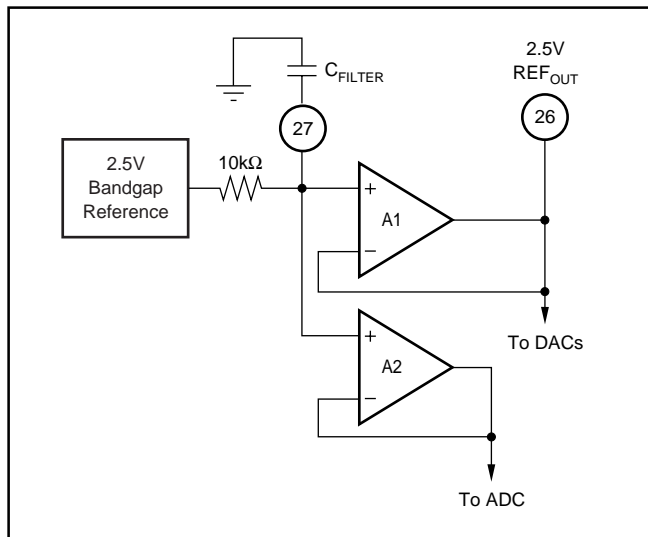 C_FILTER
2.5V
REF_OUT
27
26
2.5V
Bandgap
Reference
10kΩ
+
A1
−
To DACs
+
A2
−
To ADC